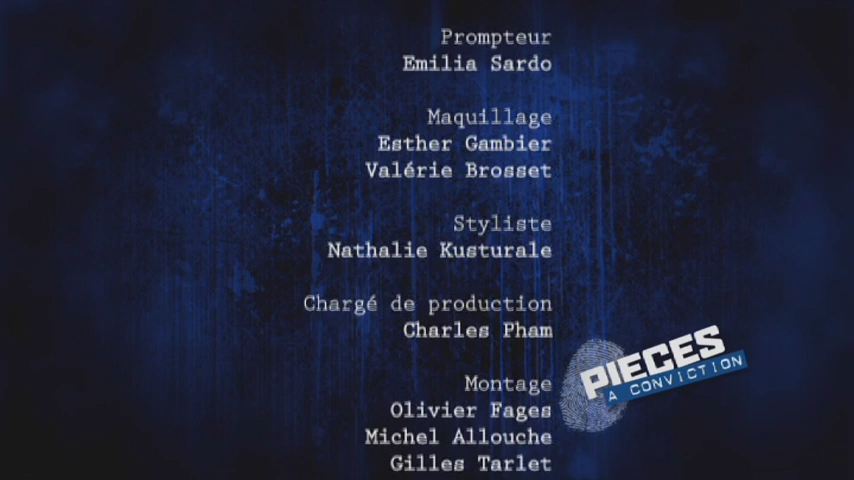 Prompteur
Emilia Sardo
Maquillage
Esther Gambier
Valérie Brosset
Styliste
Nathalie Kusturale
Chargé de production
Charles Pham
Montage
Olivier Fages
Michel Allouche
Gilles Tarlet
PIECES
A CONVICTION